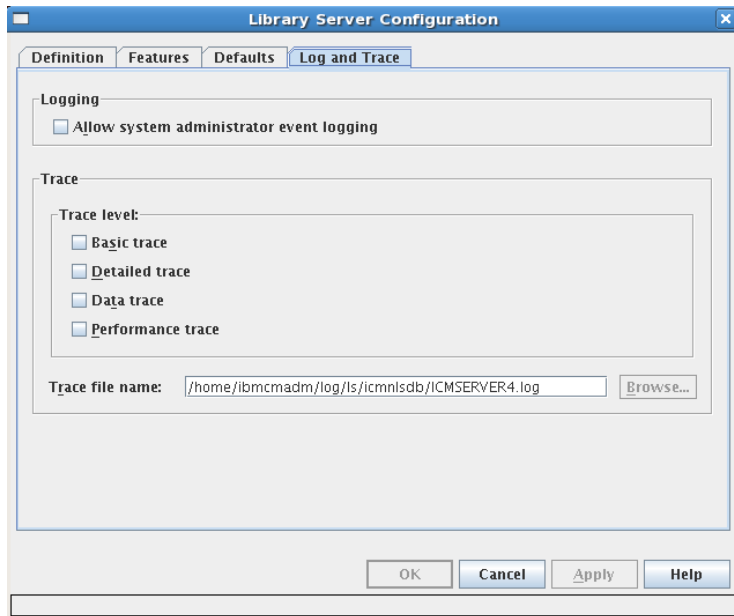 Library Server Configuration
Definition Features Defaults Log and Trace
Logging
Allow system administrator event logging
Trace
Trace level:
Basic trace
Detailed trace
Data trace
Performance trace
Trace file name: /home/ibmcmadm/log/ls/icmnlsdb/ICMSERVER4.log Browse...
OK Cancel Apply Help